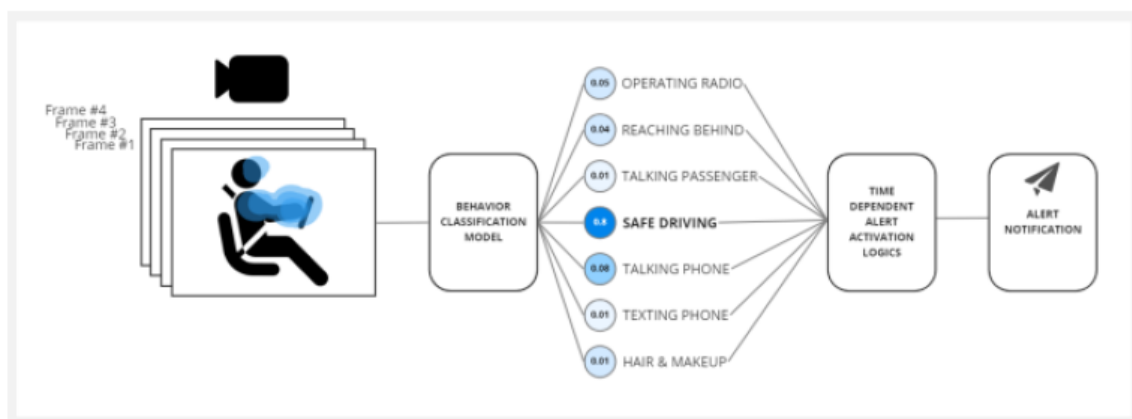 Frame #4
Frame #3
Frame #2
Frame #1
BEHAVIOR
CLASSIFICATION
MODEL
0.05 OPERATING RADIO
0.04 REACHING BEHIND
0.01 TALKING PASSENGER
0.8 SAFE DRIVING
0.08 TALKING PHONE
0.01 TEXTING PHONE
0.01 HAIR & MAKEUP
TIME
DEPENDENT
ALERT
ACTIVATION
LOGICS
ALERT
NOTIFICATION